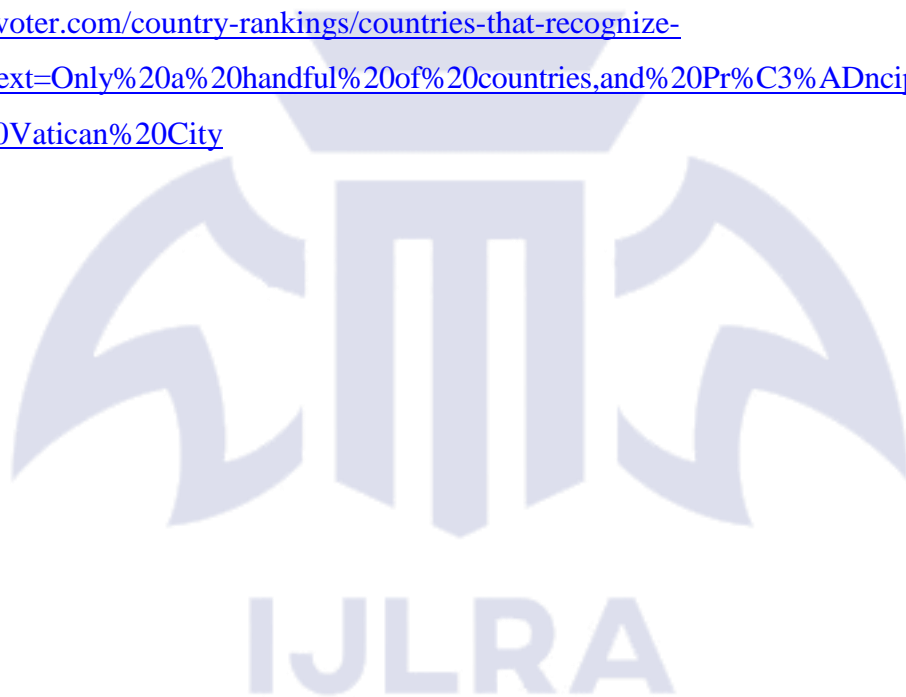 voter.com/country-rankings/countries-that-recognize-
ext=Only%20a%20handful%20of%20countries,and%20Pr%C3%ADncip
0Vatican%20City
IJLRA